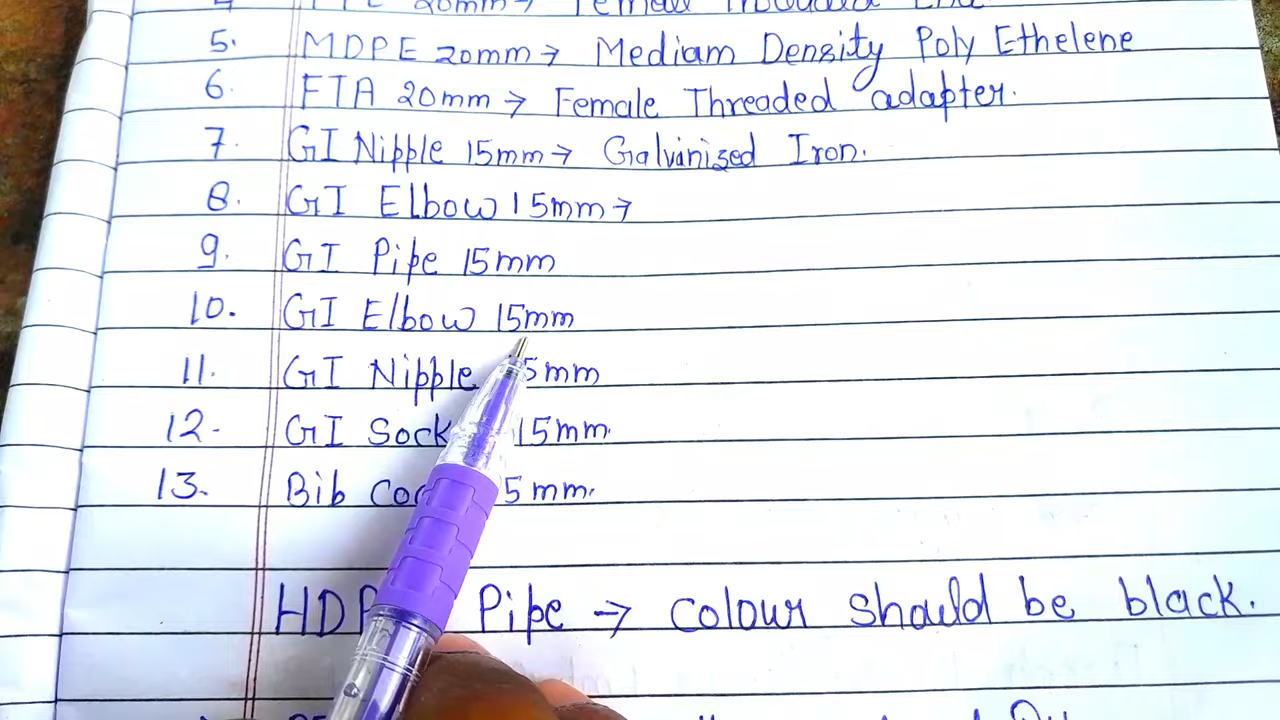 5. MDPE 20mm → Mediam Density Poly Ethelene
6. FTA 20mm → Female Threaded adapter.
7. GI Nipple 15mm → Galvanised Iron.
8. GI Elbow 15mm →
9. GI Pipe 15mm
10. GI Elbow 15mm
11. GI Nipple 5mm
12. GI Sock 15mm.
13. Bib 5mm.
Pipe → colour should be black.